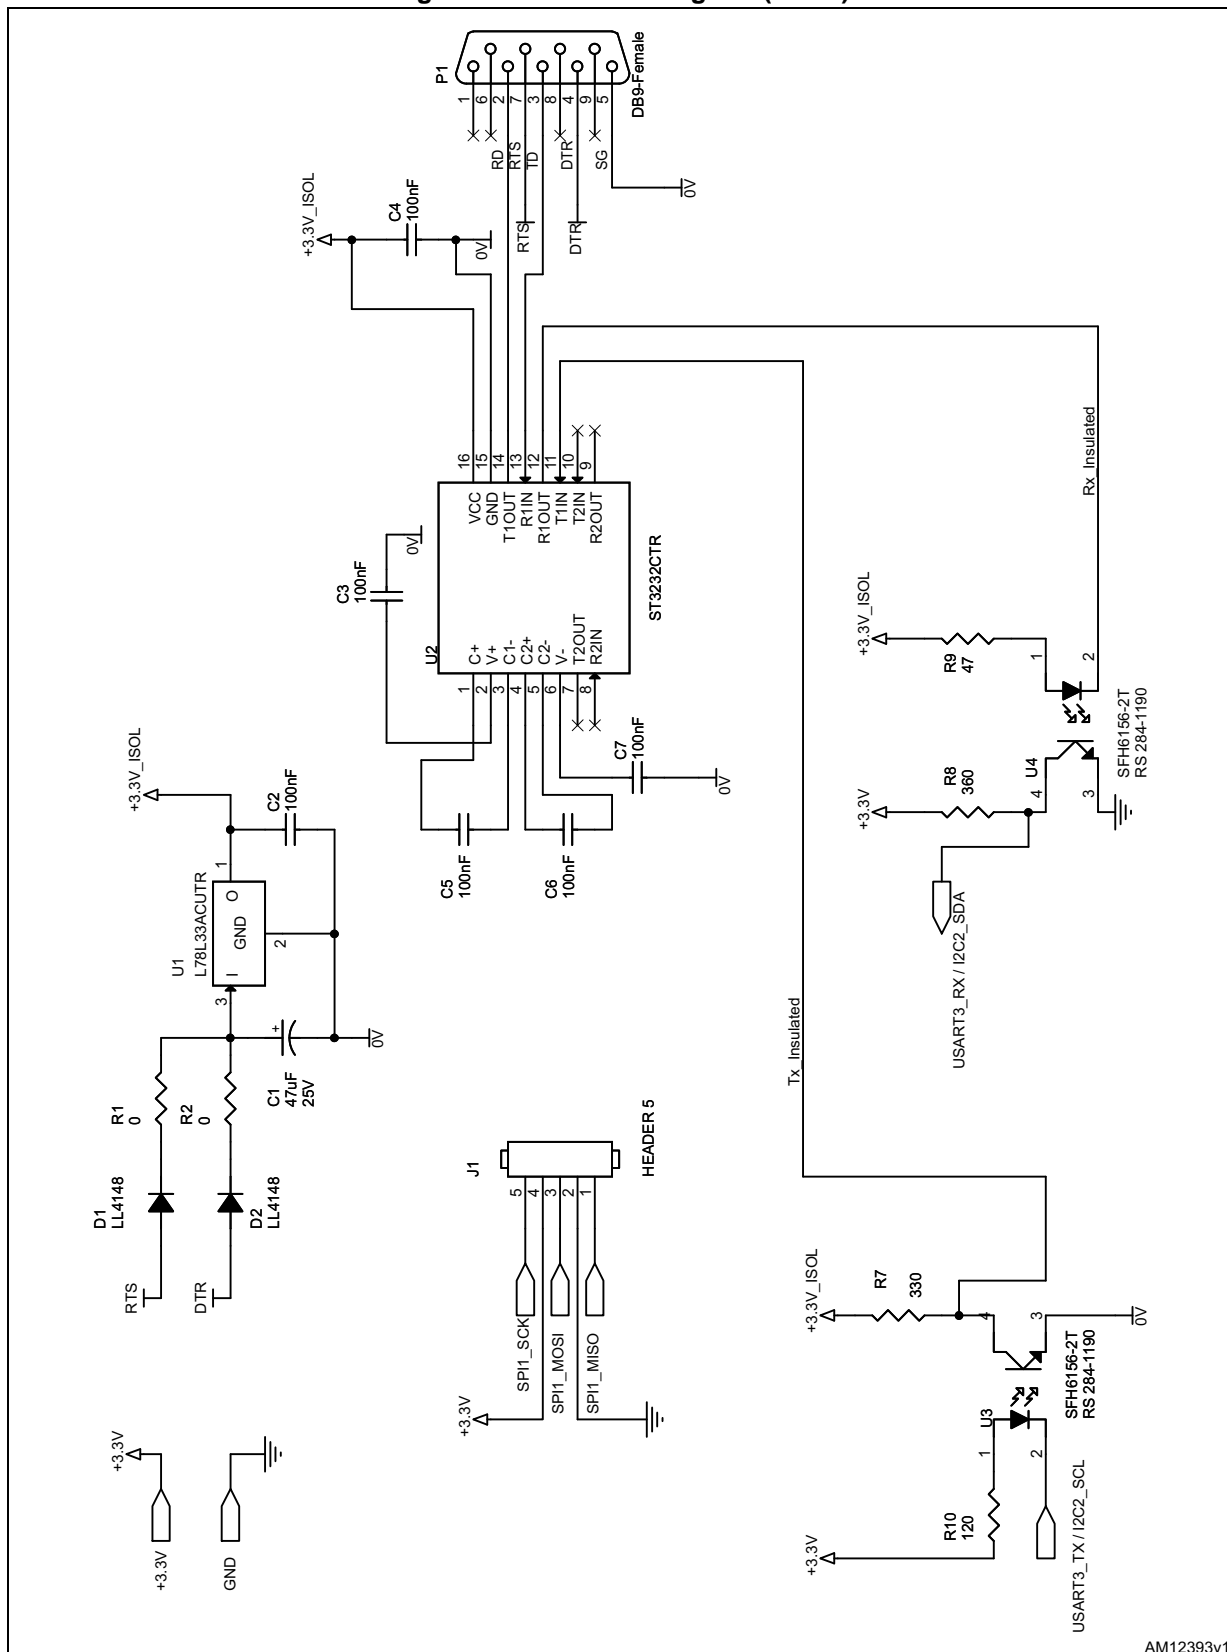 P1
DB9-Female
1
6
2
7
3
8
4
9
5
RD
RTS
TD
DTR
SG
0V
RTS
DTR
+3.3V_ISOL
C4
100nF
0V
16
15
14
13
12
11
10
9
VCC
GND
T1OUT
R1IN
R1OUT
T1IN
T2IN
R2OUT
U2
ST3232CTR
C+
V+
C1-
C2+
C2-
V-
T2OUT
R2IN
1
2
3
4
5
6
7
8
C3
100nF
0V
C5
100nF
C6
100nF
C7
100nF
0V
+3.3V_ISOL
C2
100nF
U1
L78L33ACUTR
I
GND
O
1
2
3
C1
47uF
25V
+
0V
R1
0
R2
0
D1
LL4148
D2
LL4148
RTS
DTR
+3.3V
+3.3V
GND
J1
HEADER 5
5
4
3
2
1
SPI1_SCK
SPI1_MOSI
SPI1_MISO
+3.3V
Rx_Insulated
Tx_Insulated
+3.3V_ISOL
R9
47
1
2
+3.3V
R8
360
U4
4
3
SFH6156-2T
RS 284-1190
USART3_RX / I2C2_SDA
+3.3V_ISOL
R7
330
4
3
0V
SFH6156-2T
RS 284-1190
U3
1
2
R10
120
+3.3V
USART3_TX / I2C2_SCL
AM12393v1